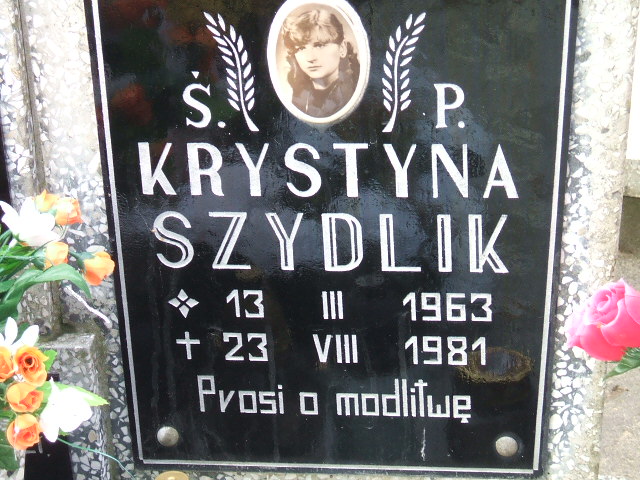 Ś. P.
KRYSTYNA
SZYDLIK
13 III 1963
23 VIII 1981
Prosi o modlitwę